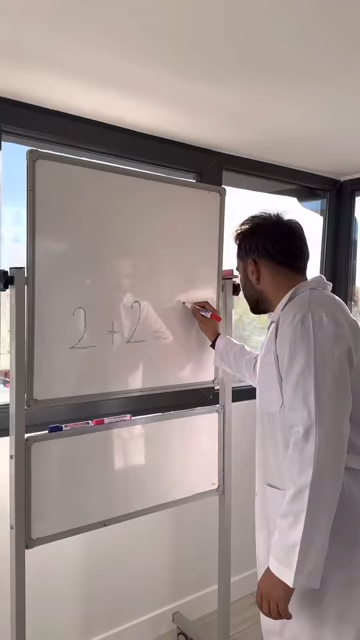 2 + 2 =